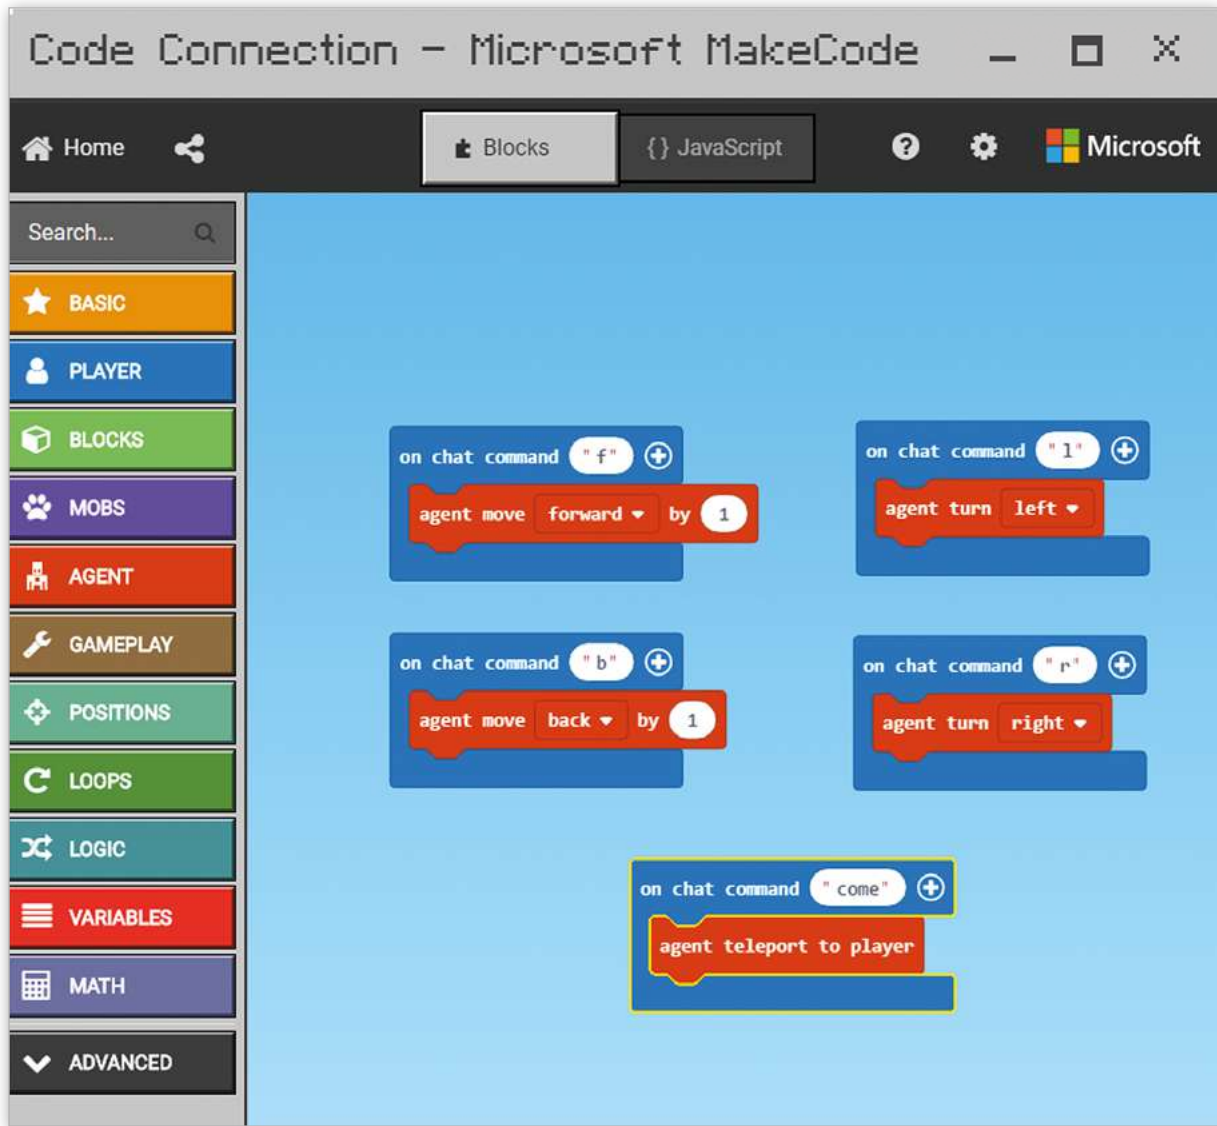 Code Connection - Microsoft MakeCode
Home
Blocks
{} JavaScript
Microsoft
Search...
BASIC
PLAYER
BLOCKS
MOBS
AGENT
GAMEPLAY
POSITIONS
LOOPS
LOGIC
VARIABLES
MATH
ADVANCED
on chat command "f"
agent move forward by 1
on chat command "l"
agent turn left
on chat command "b"
agent move back by 1
on chat command "r"
agent turn right
on chat command "come"
agent teleport to player